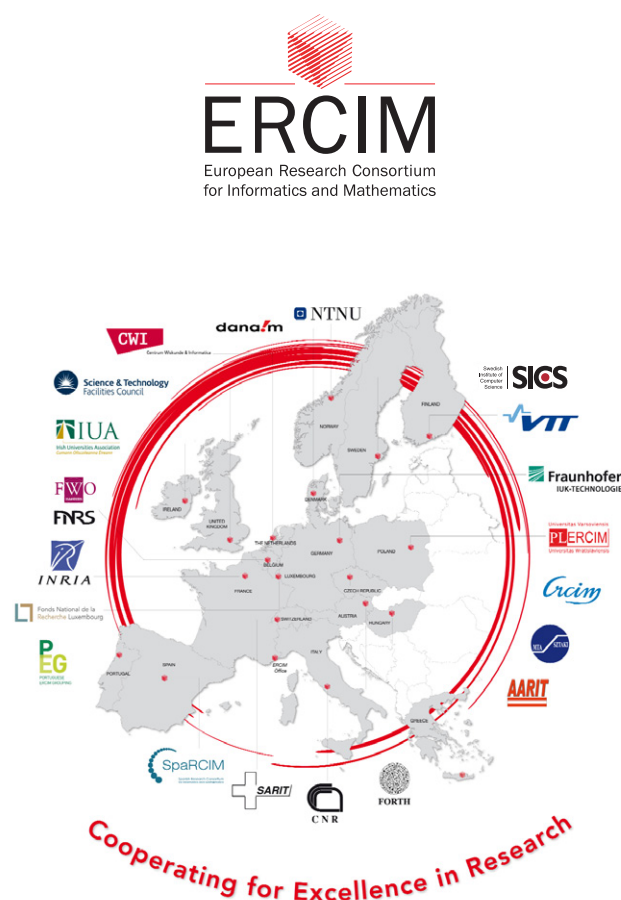 ERCIM
European Research Consortium
for Informatics and Mathematics
NTNU
dana!m
CWI
Centrum Wiskunde & Informatica
Science & Technology
Facilities Council
Swedish
Institute of
Computer
Science
SICS
FINLAND
VTT
NORWAY
IUA
Irish Universities Association
SWEDEN
Fraunhofer
IUK-TECHNOLOGIE
FWO
DENMARK
IRELAND
FNRS
UNITED
KINGDOM
Universitas Varsoviensis
PLERCIM
Universitas Wratislaviensis
THE NETHERLANDS
GERMANY
POLAND
BELGIUM
INRIA
LUXEMBOURG
FRANCE
CZECH REPUBLIC
Crcim
Fonds National de la
Recherche Luxembourg
AUSTRIA
SWITZERLAND
HUNGARY
MTA
SZTAKI
PEG
PORTUGUESE
ERCIM GROUPING
ITALY
ERCIM
Office
SPAIN
PORTUGAL
AARIT
GREECE
SpaRCIM
SARIT
CNR
FORTH
Cooperating for Excellence in Research